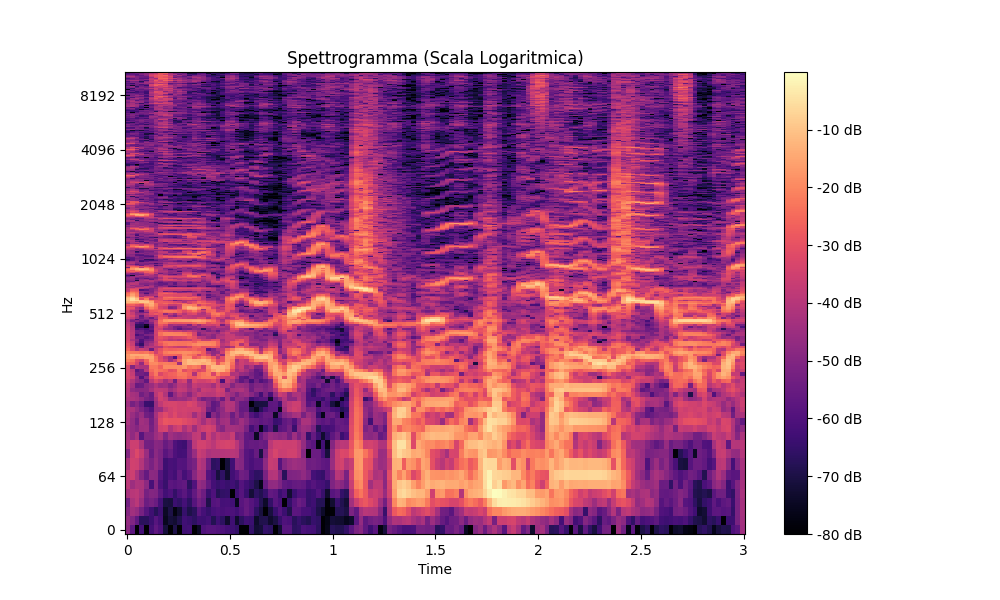 Spettrogramma (Scala Logaritmica)
Hz
8192
4096
2048
1024
512
256
128
64
0
0 0.5 1 1.5 2 2.5 3
Time
-10 dB
-20 dB
-30 dB
-40 dB
-50 dB
-60 dB
-70 dB
-80 dB